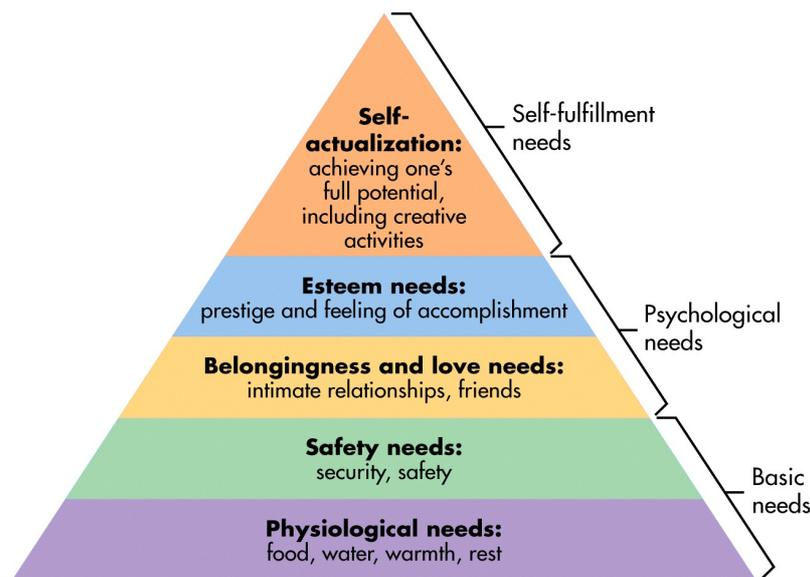 Self-
actualization:
achieving one's
full potential,
including creative
activities
Self-fulfillment
needs
Esteem needs:
prestige and feeling of accomplishment
Psychological
needs
Belongingness and love needs:
intimate relationships, friends
Safety needs:
security, safety
Basic
needs
Physiological needs:
food, water, warmth, rest